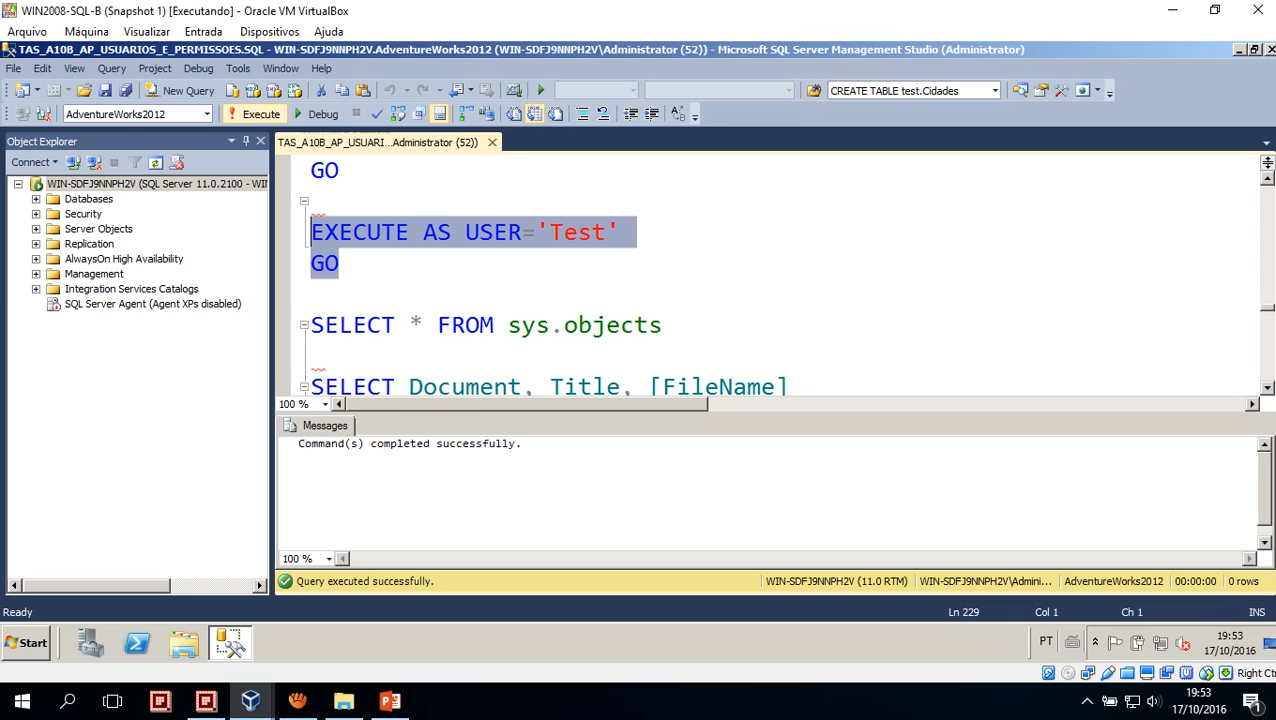 WIN2008-SQL-B (Snapshot 1) [Executando] - Oracle VM VirtualBox
Arquivo Máquina Visualizar Entrada Dispositivos Ajuda
TAS_A10B_AP_USUARIOS_E_PERMISSOES.SQL - WIN-SDFJ9NNPH2V.AdventureWorks2012 (WIN-SDFJ9NNPH2V\Administrator (52)) - Microsoft SQL Server Management Studio (Administrator)
File Edit View Query Project Debug Tools Window Help
New Query CREATE TABLE test.Cidades
AdventureWorks2012 Execute Debug
Object Explorer
TAS_A10B_AP_USUARI...Administrator (52))
Connect
WIN-SDFJ9NNPH2V (SQL Server 11.0.2100 - WI
Databases
Security
Server Objects
Replication
AlwaysOn High Availability
Management
Integration Services Catalogs
SQL Server Agent (Agent XPs disabled)
GO
EXECUTE AS USER='Test'
GO
SELECT * FROM sys.objects
SELECT Document, Title, [FileName]
100 %
Messages
Command(s) completed successfully.
100 %
Query executed successfully. WIN-SDFJ9NNPH2V (11.0 RTM) WIN-SDFJ9NNPH2V\Admini... AdventureWorks2012 00:00:00 0 rows
Ready Ln 229 Col 1 Ch 1 INS
Start PT 19:53
17/10/2016
Right Ctr
19:53
17/10/2016
1